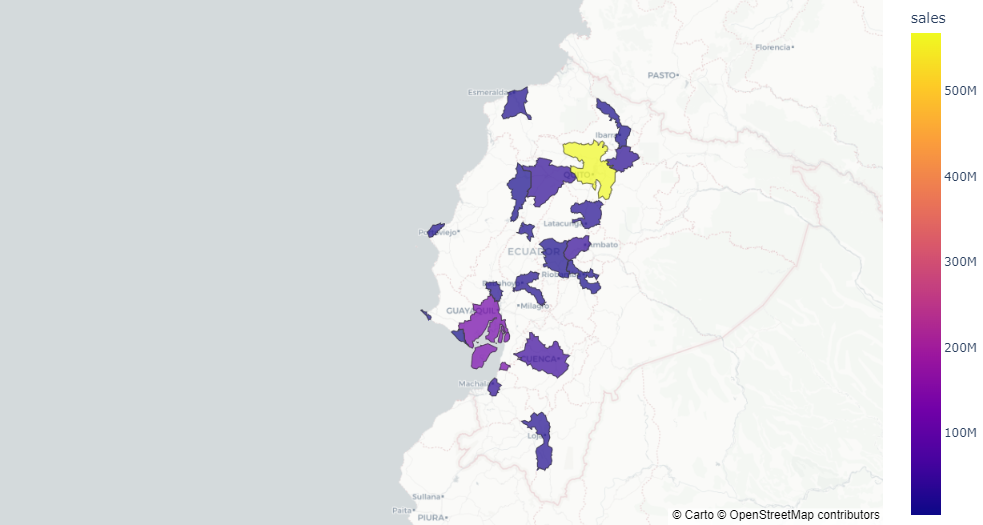 sales
Florencia
PASTO
500M
Esmeraldas
Ibarra
400M
QUITO
Latacunga
Portoviejo
Ambato
ECUADOR
300M
Riobamba
Babahoyo
Milagro
GUAYAQUIL
200M
CUENCA
Machala
100M
Loja
Sullana
Paita
PIURA
© Carto © OpenStreetMap contributors